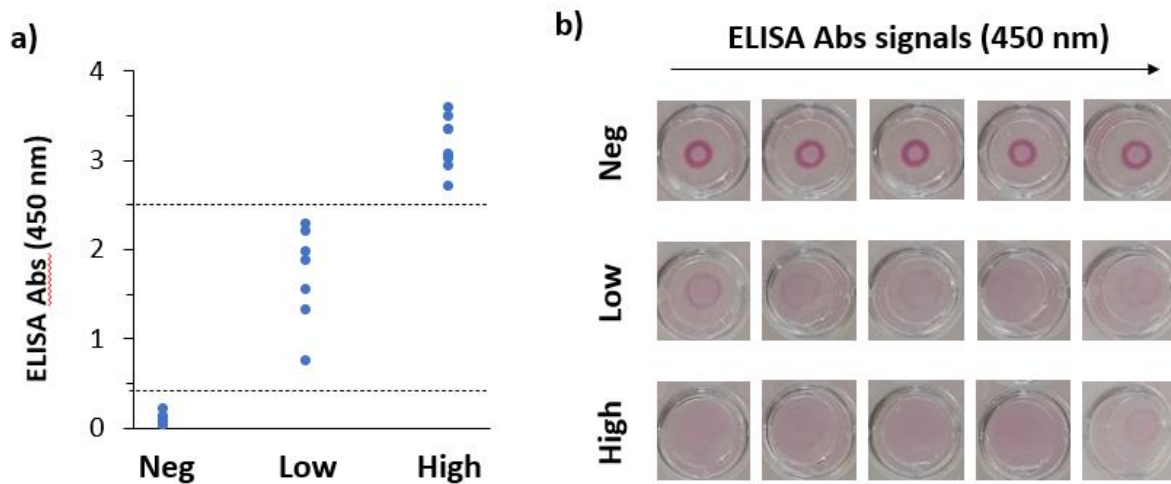 a)
ELISA Abs (450 nm)
4
3
2
1
0
Neg
Low
High
b)
ELISA Abs signals (450 nm)
Neg
Low
High